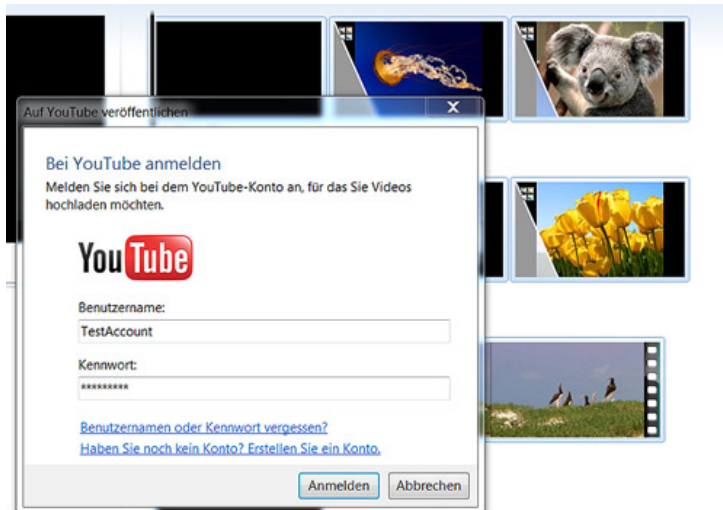 Auf YouTube veröffentlichen
Bei YouTube anmelden
Melden Sie sich bei dem YouTube-Konto an, für das Sie Videos
hochladen möchten.
YouTube
Benutzername:
TestAccount
Kennwort:
*********
Benutzernamen oder Kennwort vergessen?
Haben Sie noch kein Konto? Erstellen Sie ein Konto.
Anmelden Abbrechen